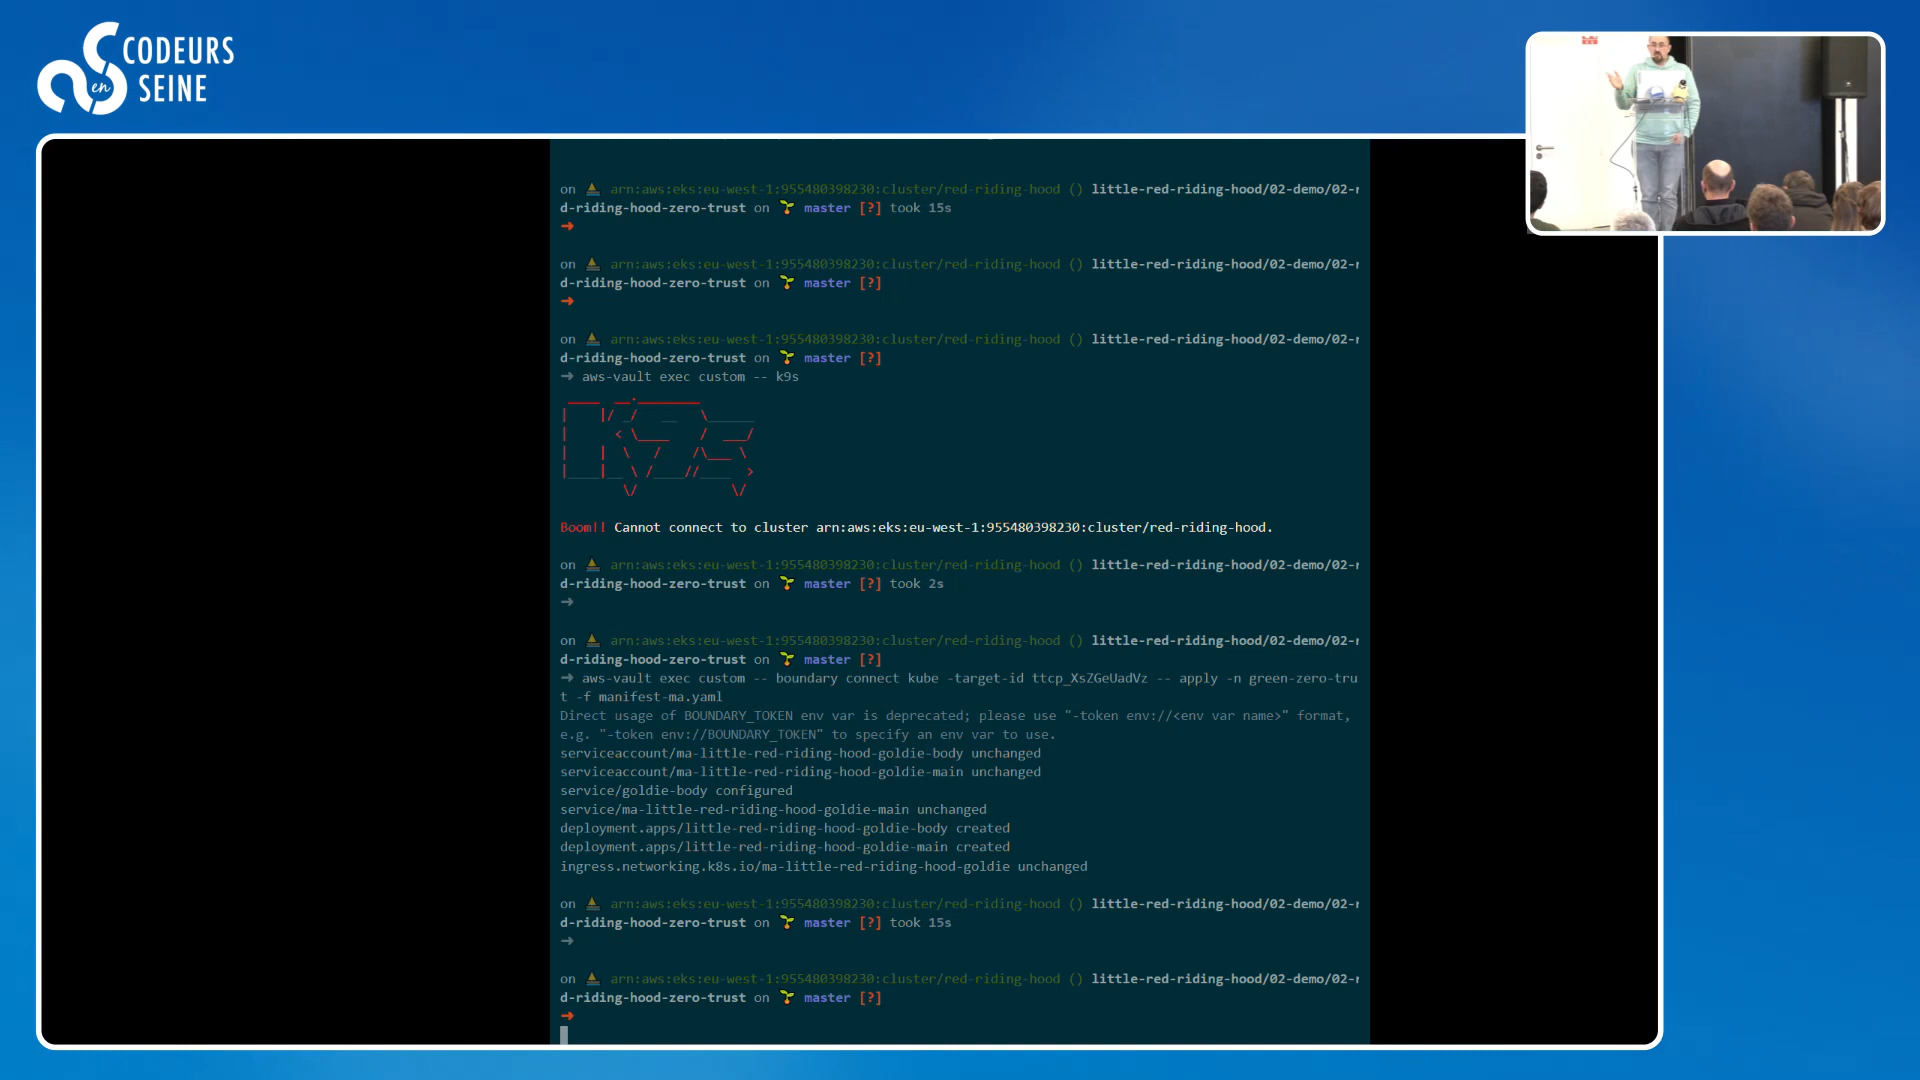 CODEURS
en
SEINE
on arn:aws:eks:eu-west-1:955480398230:cluster/red-riding-hood () little-red-riding-hood/02-demo/02-r
d-riding-hood-zero-trust on master [?] took 15s
→
on arn:aws:eks:eu-west-1:955480398230:cluster/red-riding-hood () little-red-riding-hood/02-demo/02-r
d-riding-hood-zero-trust on master [?]
→
on arn:aws:eks:eu-west-1:955480398230:cluster/red-riding-hood () little-red-riding-hood/02-demo/02-r
d-riding-hood-zero-trust on master [?]
→ aws-vault exec custom -- k9s
K9s
Boom!! Cannot connect to cluster arn:aws:eks:eu-west-1:955480398230:cluster/red-riding-hood.
on arn:aws:eks:eu-west-1:955480398230:cluster/red-riding-hood () little-red-riding-hood/02-demo/02-r
d-riding-hood-zero-trust on master [?] took 2s
→
on arn:aws:eks:eu-west-1:955480398230:cluster/red-riding-hood () little-red-riding-hood/02-demo/02-r
d-riding-hood-zero-trust on master [?]
→ aws-vault exec custom -- boundary connect kube -target-id ttcp_XsZGeUadVz -- apply -n green-zero-tru
t -f manifest-ma.yaml
Direct usage of BOUNDARY_TOKEN env var is deprecated; please use "-token env://<env var name>" format,
e.g. "-token env://BOUNDARY_TOKEN" to specify an env var to use.
serviceaccount/ma-little-red-riding-hood-goldie-body unchanged
serviceaccount/ma-little-red-riding-hood-goldie-main unchanged
service/goldie-body configured
service/ma-little-red-riding-hood-goldie-main unchanged
deployment.apps/little-red-riding-hood-goldie-body created
deployment.apps/little-red-riding-hood-goldie-main created
ingress.networking.k8s.io/ma-little-red-riding-hood-goldie unchanged
on arn:aws:eks:eu-west-1:955480398230:cluster/red-riding-hood () little-red-riding-hood/02-demo/02-r
d-riding-hood-zero-trust on master [?] took 15s
→
on arn:aws:eks:eu-west-1:955480398230:cluster/red-riding-hood () little-red-riding-hood/02-demo/02-r
d-riding-hood-zero-trust on master [?]
→